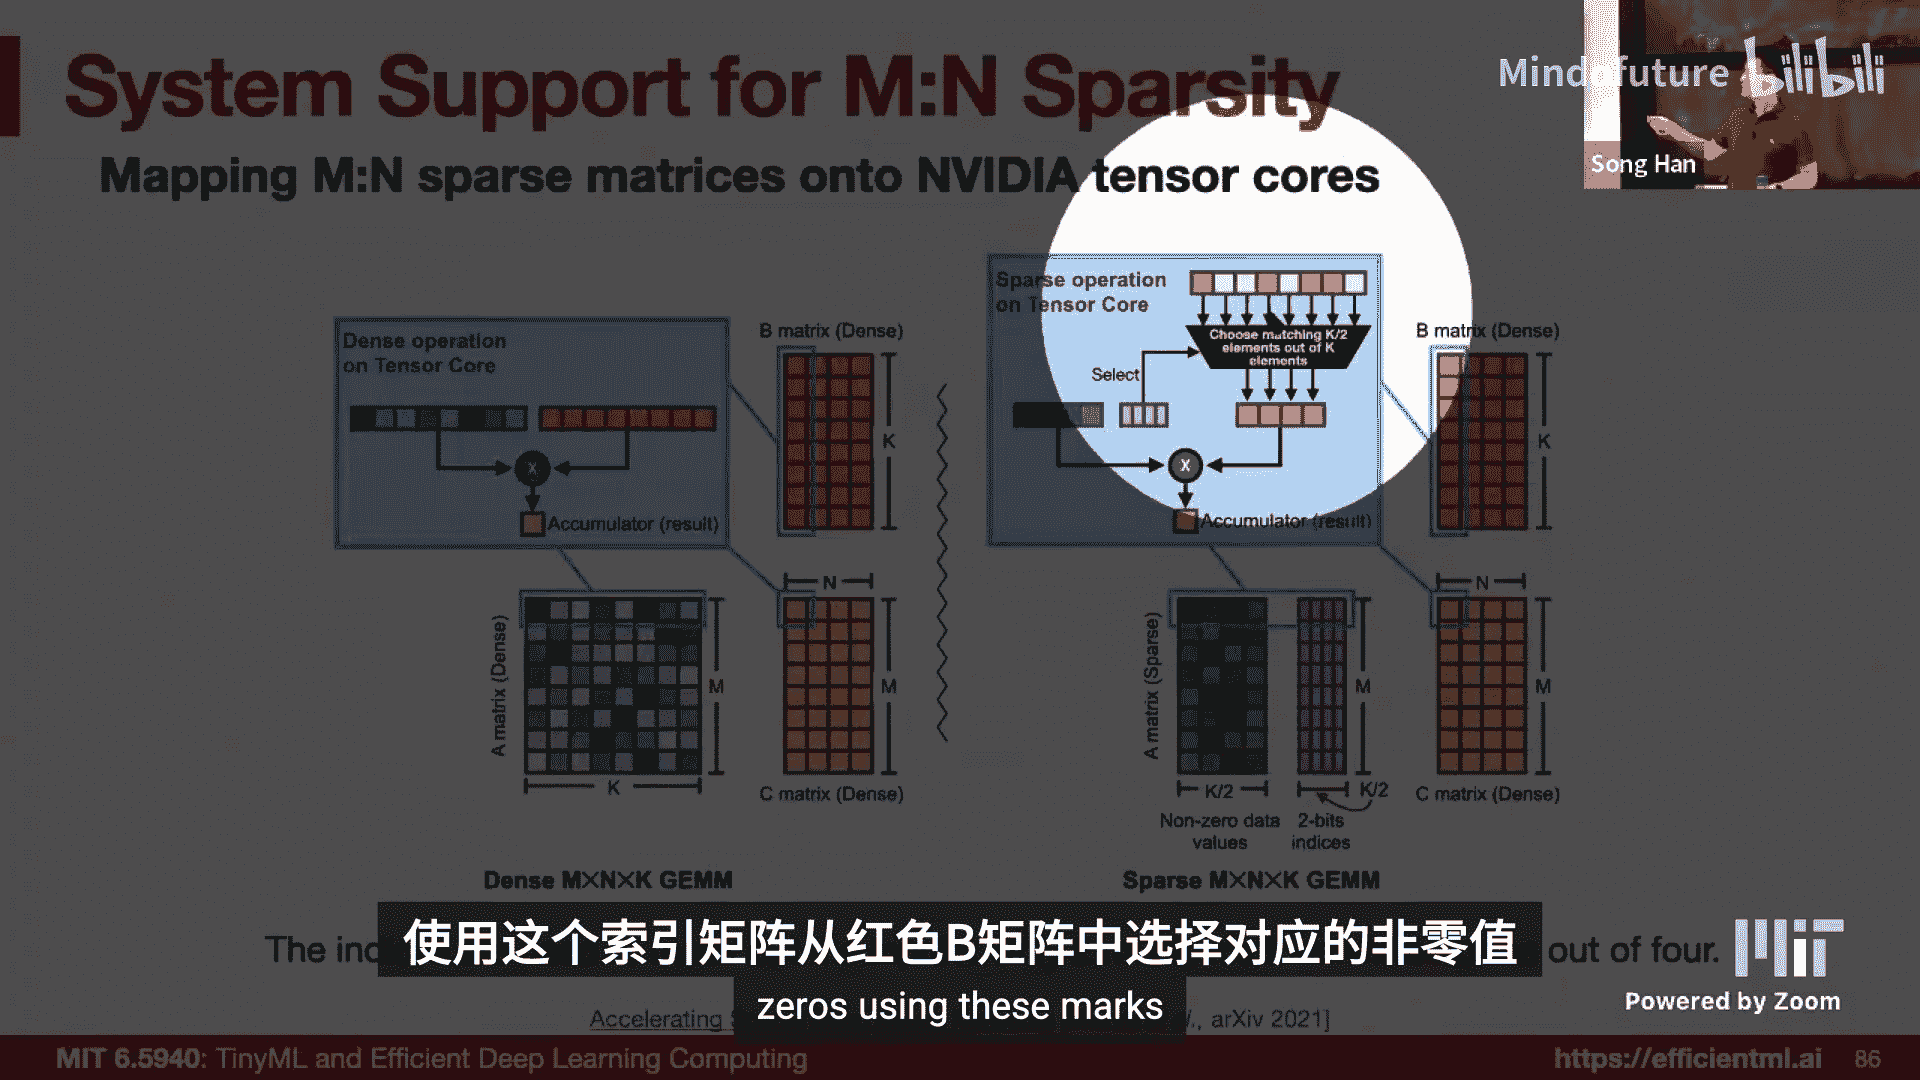 System Support for M:N Sparsity
Mapping M:N sparse matrices onto NVIDIA tensor cores
Mind
future
bilibili
Song Han
Dense operation
on Tensor Core
B matrix (Dense)
K
X
Accumulator (result)
N
A matrix (Dense)
M
M
K
C matrix (Dense)
Dense M×N×K GEMM
Sparse operation
on Tensor Core
Choose matching K/2
elements out of K
elements
Select
B matrix (Dense)
K
X
Accumulator (result)
N
A matrix (Sparse)
M
M
K/2
K/2
Non-zero data
values
2-bits
indices
C matrix (Dense)
Sparse M×N×K GEMM
The
out of four.
使用这个索引矩阵从红色B矩阵中选择对应的非零值
zeros using these marks
Accelerating
arXiv 2021]
MIT
Powered by Zoom
MIT 6.5940: TinyML and Efficient Deep Learning Computing
https://efficientml.ai
86